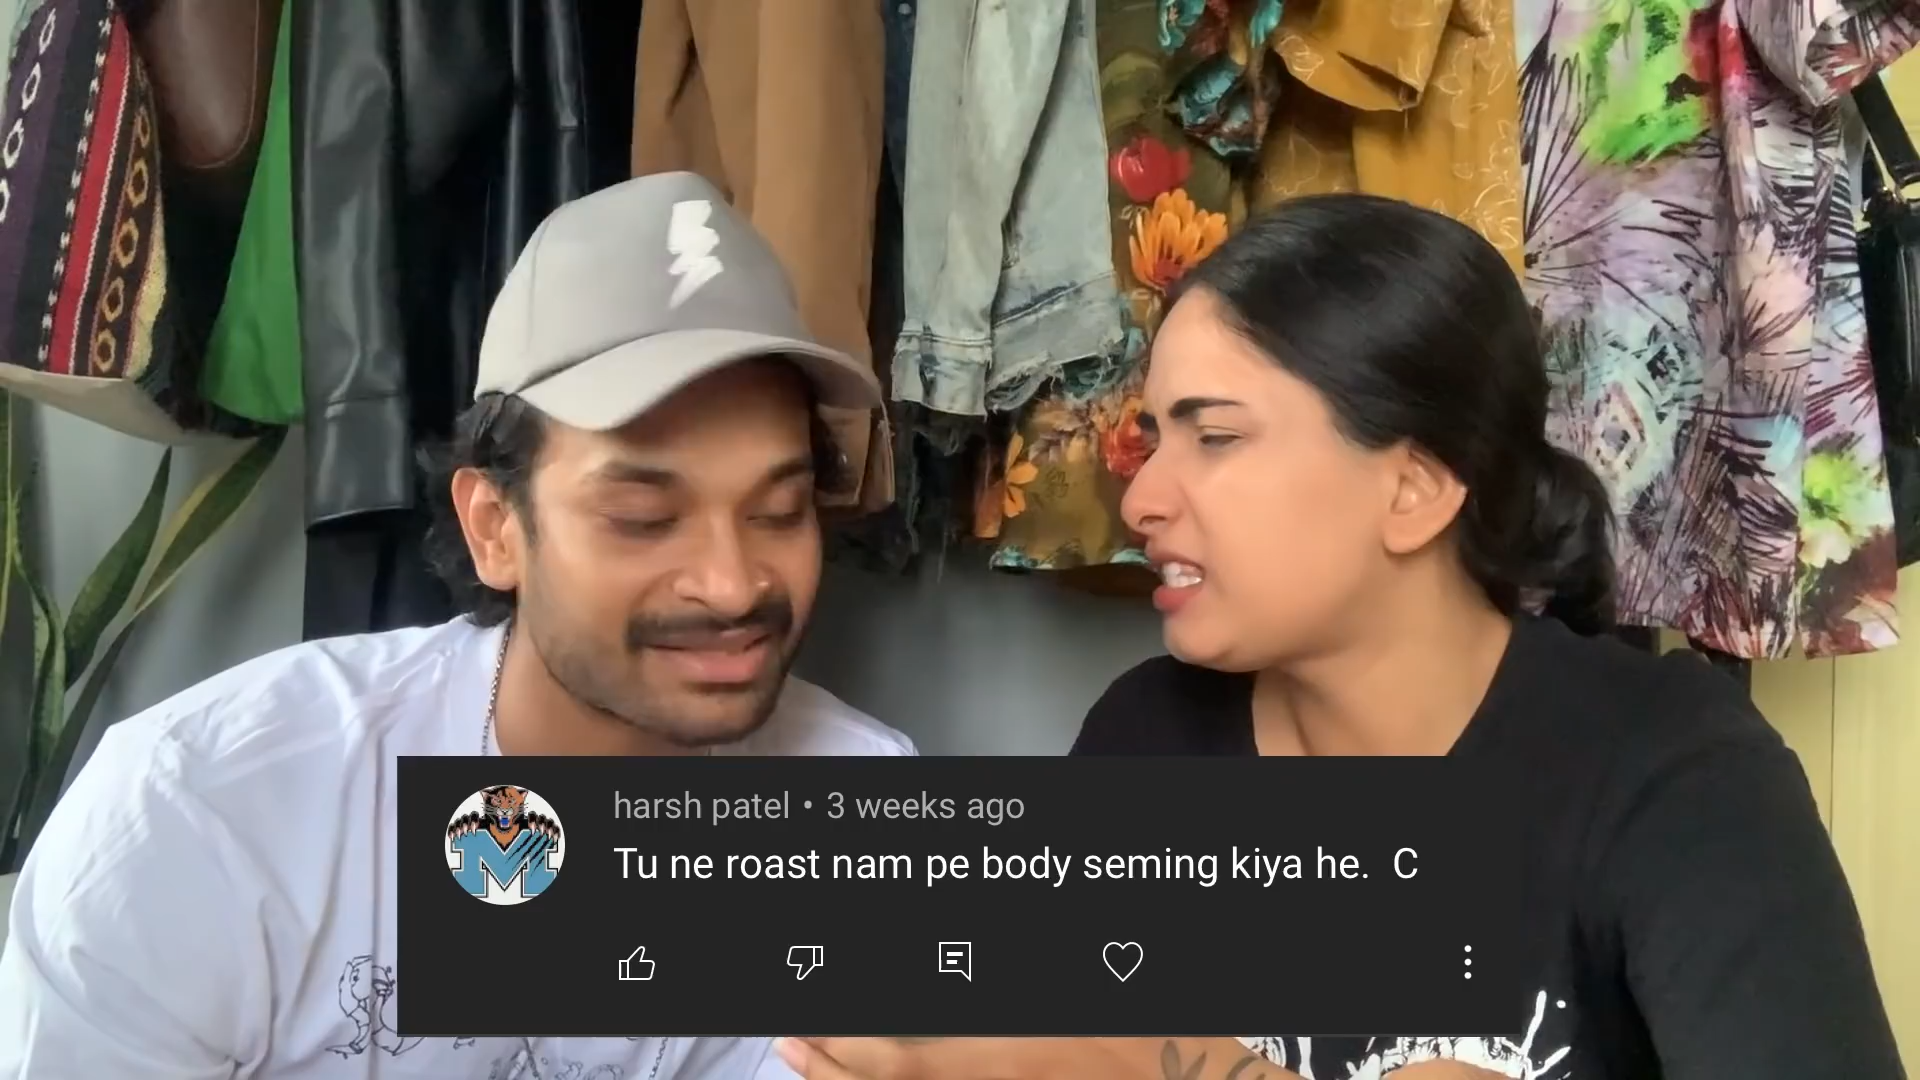 harsh patel • 3 weeks ago
Tu ne roast nam pe body seming kiya he.  C